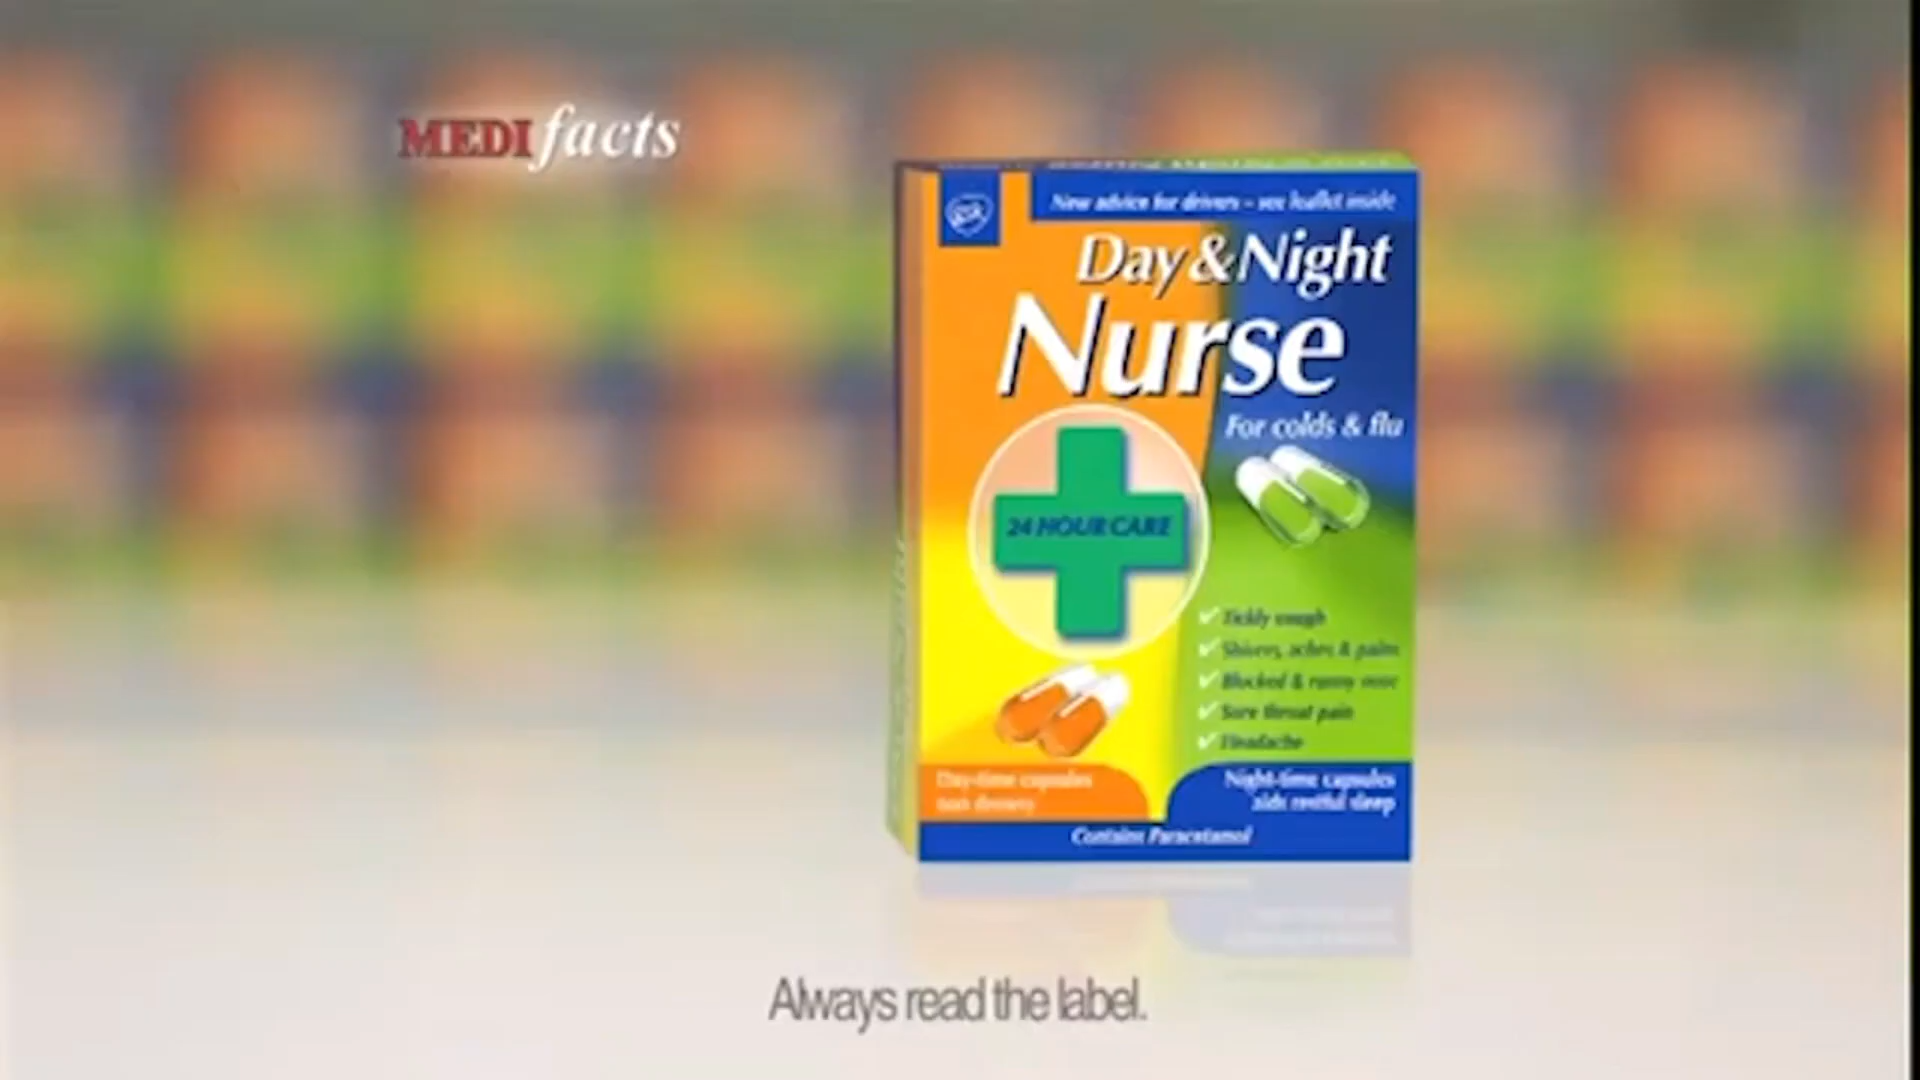 MEDIfacts
gsk
New advice for drivers – see leaflet inside
Day & Night
Nurse
For colds & flu
24 HOUR CARE
Tickly cough
Shivers, aches & pains
Blocked & runny nose
Sore throat pain
Headache
Day-time capsules
non drowsy
Night-time capsules
aids restful sleep
Contains Paracetamol
Always read the label.